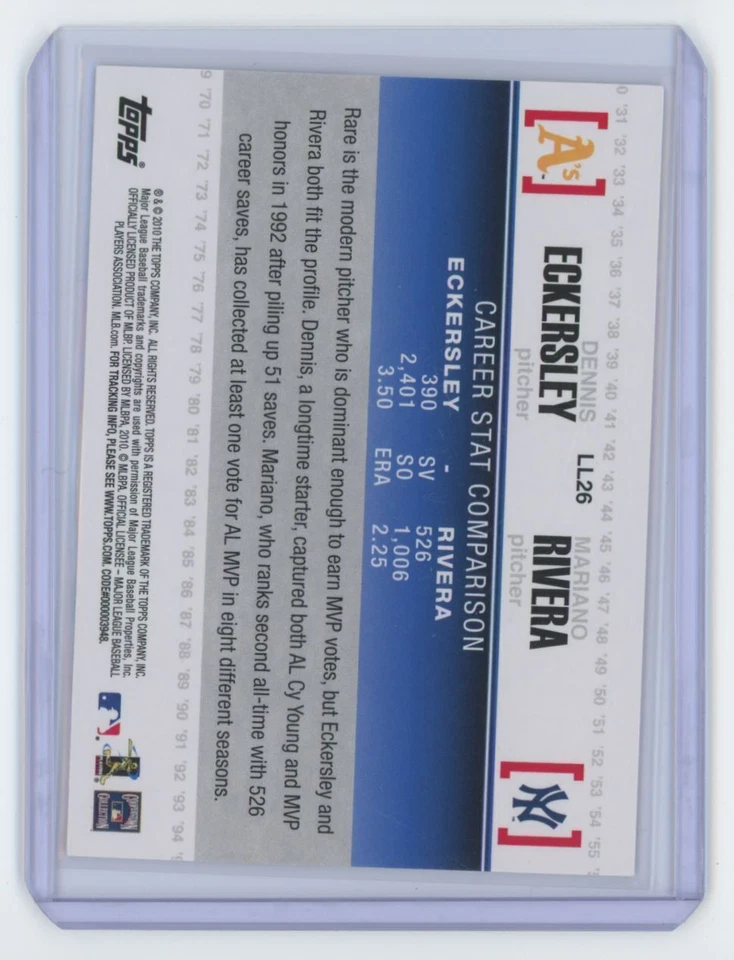 0 '31 '32 '33 '34 '35 '36 '37 '38 '39 '40 '41 '42 '43 '44 '45 '46 '47 '48 '49 '50 '51 '52 '53 '54 '55
A's
DENNIS
ECKERSLEY
pitcher
LL26
MARIANO
RIVERA
pitcher
NY
CAREER STAT COMPARISON
ECKERSLEY - RIVERA
390 SV 526
2,401 SO 1,006
3.50 ERA 2.25
Rare is the modern pitcher who is dominant enough to earn MVP votes, but Eckersley and
Rivera both fit the profile. Dennis, a longtime starter, captured both AL Cy Young and MVP
honors in 1992 after piling up 51 saves. Mariano, who ranks second all-time with 526
career saves, has collected at least one vote for AL MVP in eight different seasons.
9 '70 '71 '72 '73 '74 '75 '76 '77 '78 '79 '80 '81 '82 '83 '84 '85 '86 '87 '88 '89 '90 '91 '92 '93 '94
topps®
® & © 2010 THE TOPPS COMPANY, INC. ALL RIGHTS RESERVED. TOPPS IS A REGISTERED TRADEMARK OF THE TOPPS COMPANY, INC.
Major League Baseball trademarks and copyrights are used with permission of Major League Baseball Properties, Inc.
OFFICIALLY LICENSED PRODUCT OF MLBP. LICENSED BY MLBPA, 2010. © MLBPA. OFFICIAL LICENSEE – MAJOR LEAGUE BASEBALL
PLAYERS ASSOCIATION. MLB.com. FOR TRACKING INFO, PLEASE SEE WWW.TOPPS.COM. CODE#000003948.
COOPERSTOWN
COLLECTION